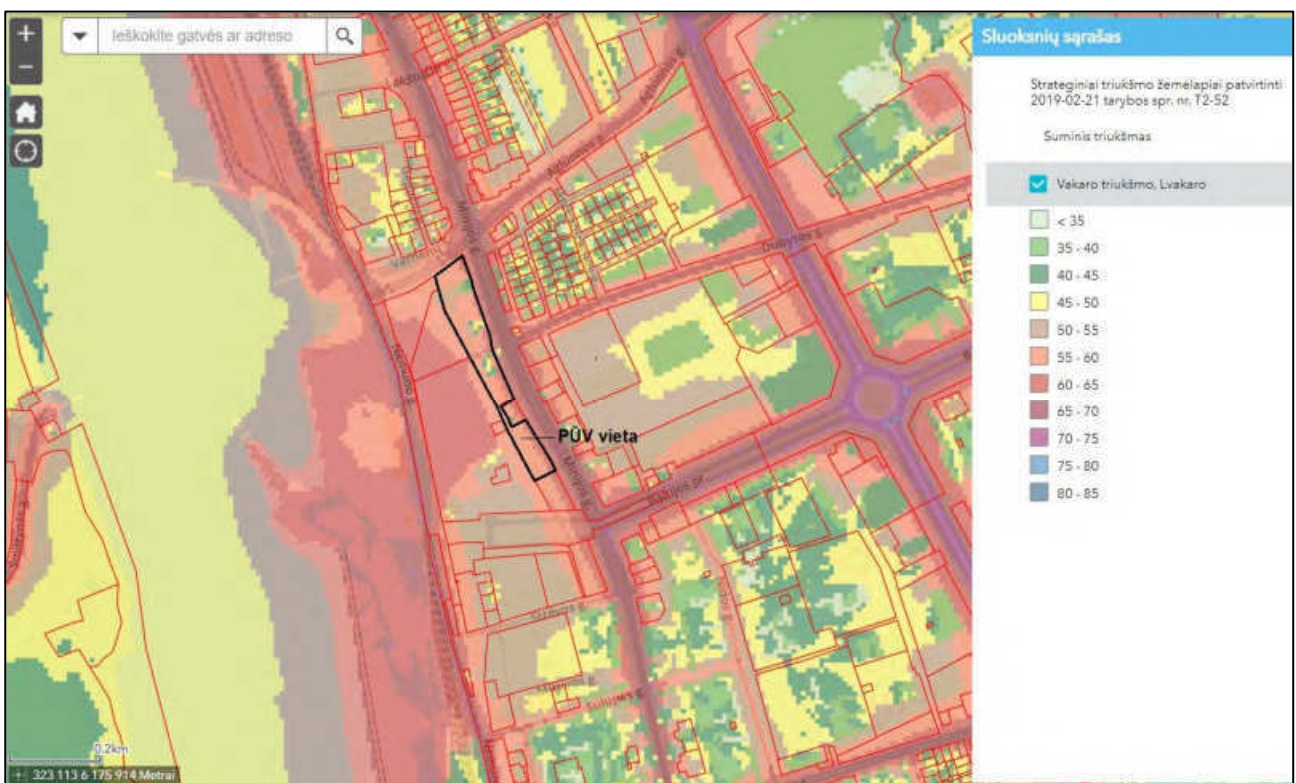 +
Ieškokite gatvės ar adreso
Sluoksnių sąrašas
−
Strateginiai triukšmo žemėlapiai patvirtinti
2019-02-21 tarybos spr. nr. T2-52
Suminis triukšmas
Vakaro triukšmo, Lvakaro
< 35
35 - 40
40 - 45
45 - 50
50 - 55
55 - 60
60 - 65
65 - 70
70 - 75
75 - 80
80 - 85
Minijos g.
Dubysos g.
Nemuno g.
PŪV vieta
Minijos g.
Baltijos pr.
0.2km
323 113 6 175 914 Metrai